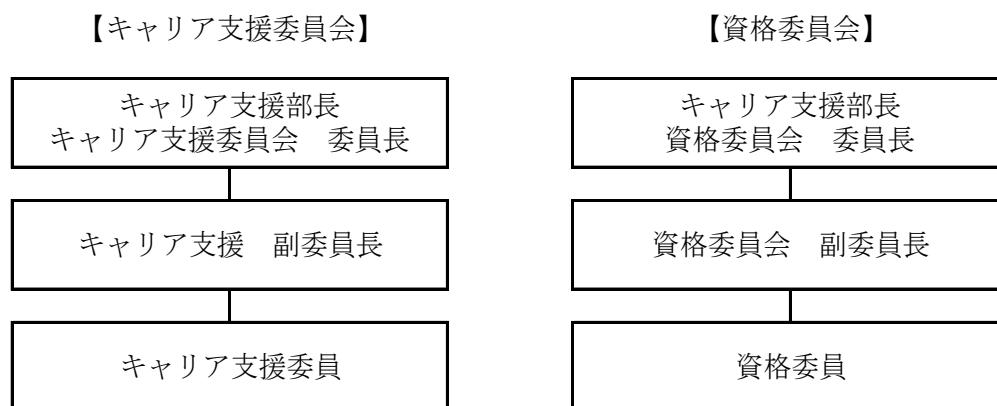 【キャリア支援委員会】
キャリア支援部長
キャリア支援委員会　委員長
キャリア支援　副委員長
キャリア支援委員
【資格委員会】
キャリア支援部長
資格委員会　委員長
資格委員会　副委員長
資格委員